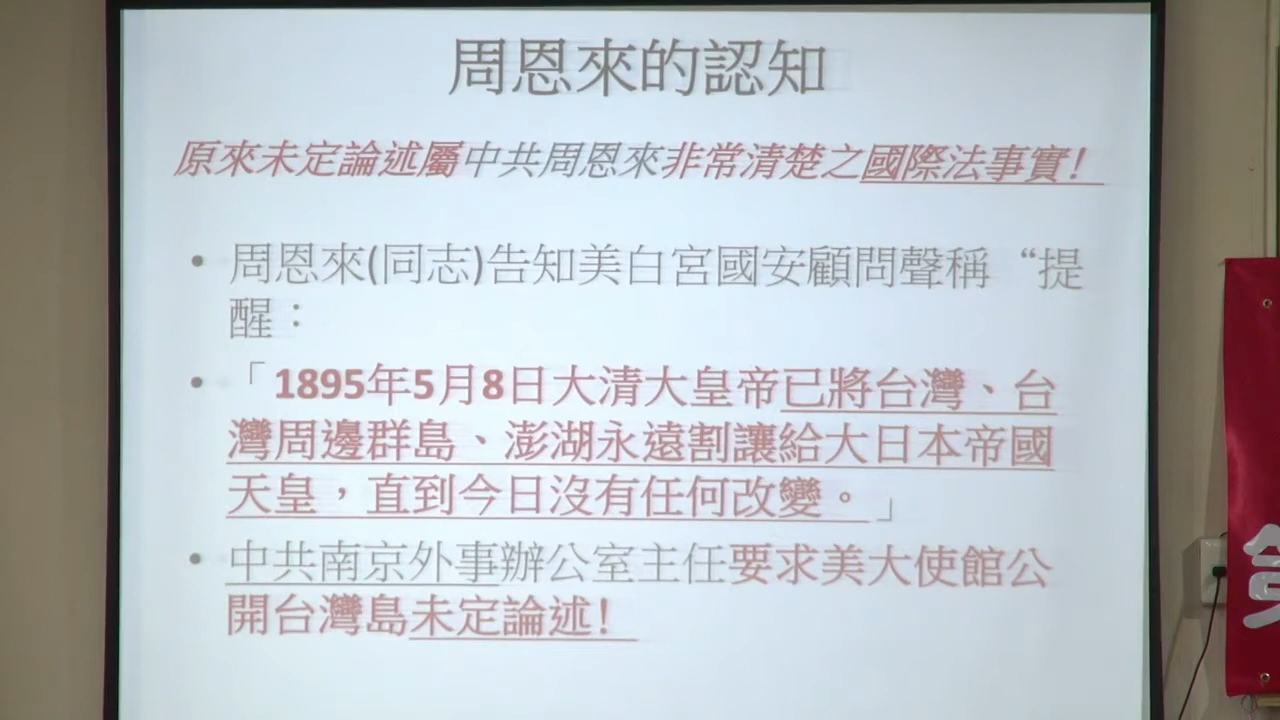 周恩來的認知
原來未定論述屬中共周恩來非常清楚之國際法事實!
• 周恩來(同志)告知美白宮國安顧問聲稱“提
醒：
• 「1895年5月8日大清大皇帝已將台灣、台
灣周邊群島、澎湖永遠割讓給大日本帝國
天皇，直到今日沒有任何改變。」
• 中共南京外事辦公室主任要求美大使館公
開台灣島未定論述!